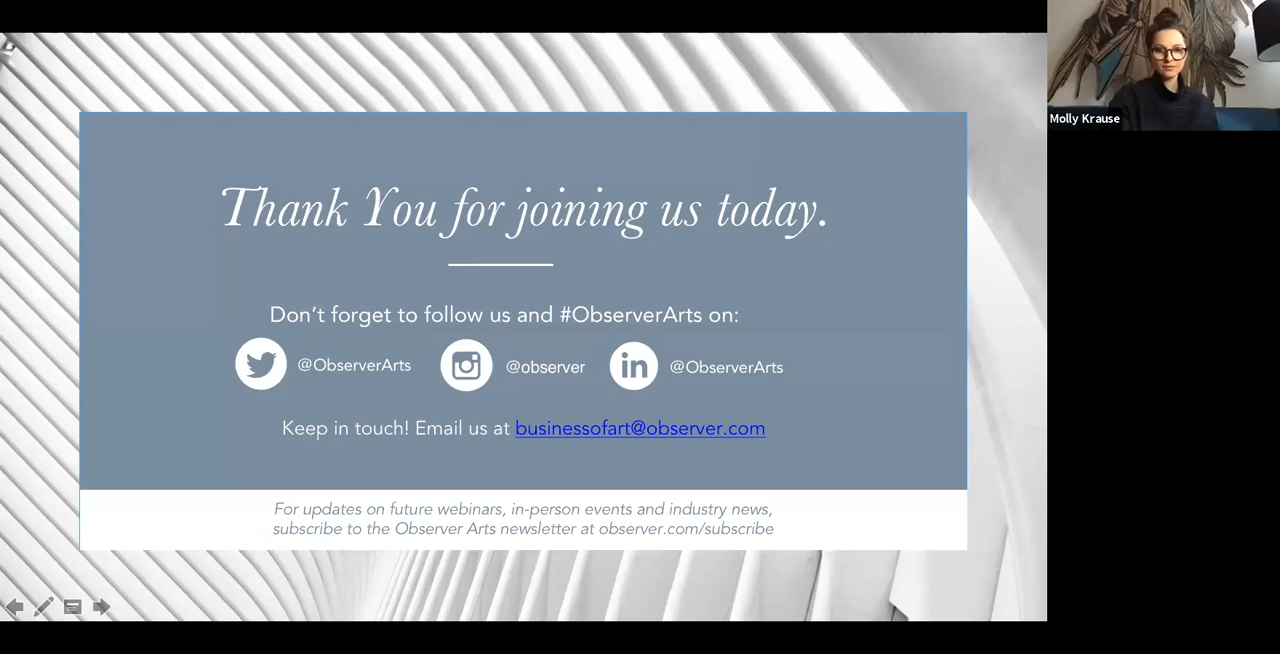 Thank You for joining us today.
Don't forget to follow us and #ObserverArts on:
@ObserverArts @observer in @ObserverArts
Keep in touch! Email us at businessofart@observer.com
For updates on future webinars, in-person events and industry news,
subscribe to the Observer Arts newsletter at observer.com/subscribe
Molly Krause